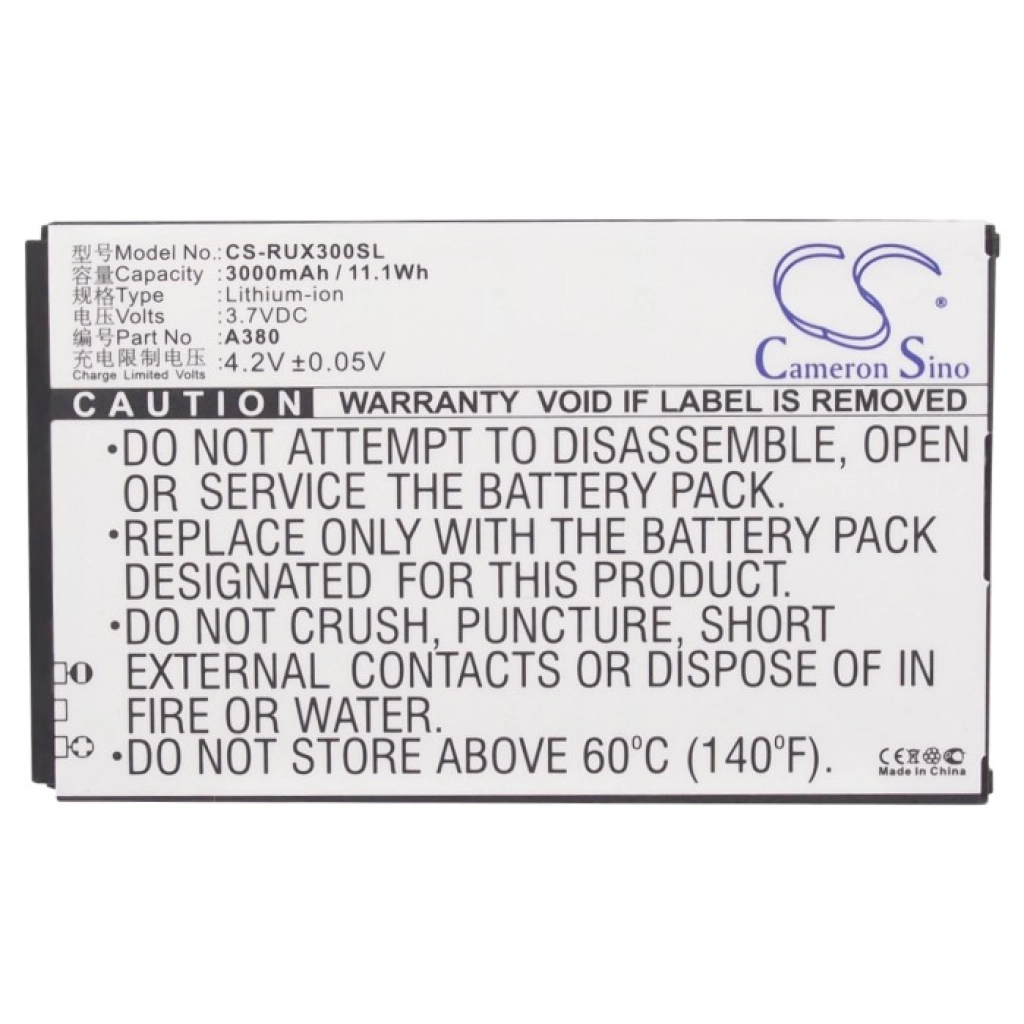 型号Model No.: CS-RUX300SL
容量Capacity :3000mAh / 11.1Wh
规格Type :Lithium-ion
电压Volts :3.7VDC
编号Part No :A380
充电限制电压 :4.2V ±0.05V
Charge Limited Volts
CS®
Cameron Sino
CAUTION WARRANTY VOID IF LABEL IS REMOVED
•DO NOT ATTEMPT TO DISASSEMBLE, OPEN
OR SERVICE THE BATTERY PACK.
•REPLACE ONLY WITH THE BATTERY PACK
DESIGNATED FOR THIS PRODUCT.
•DO NOT CRUSH, PUNCTURE, SHORT
EXTERNAL CONTACTS OR DISPOSE OF IN
FIRE OR WATER.
•DO NOT STORE ABOVE 60°C (140°F).
CE
Made In China